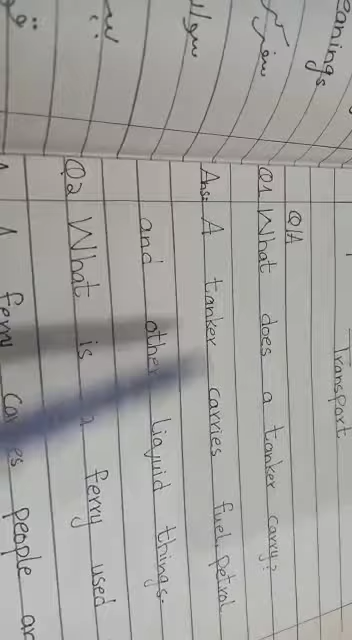 eanings
Transport
Q/A
Q1 What does a tanker carry?
Ans: A tanker carries fuel, petrol
and other liquid things.
Q2 What is a ferry used
A ferry people